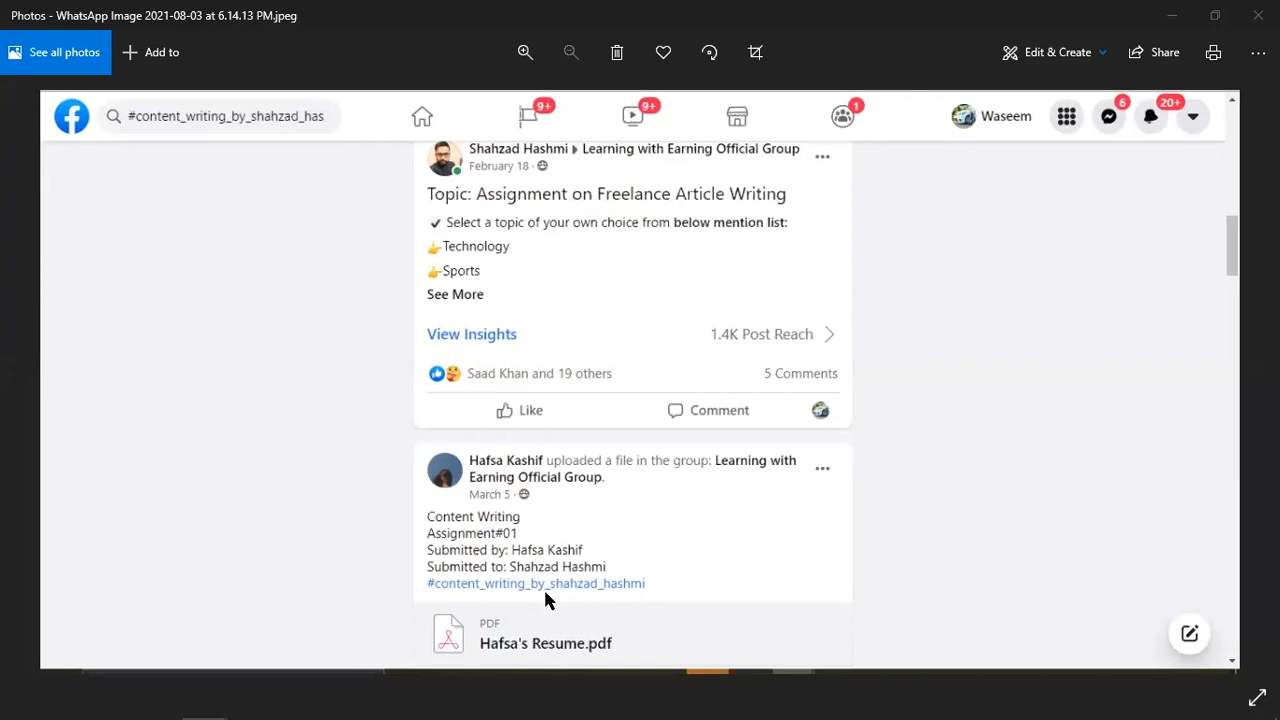 Photos - WhatsApp Image 2021-08-03 at 6.14.13 PM.jpeg
See all photos
Add to
Edit & Create
Share
#content_writing_by_shahzad_has
9+
9+
1
Waseem
6
20+
Shahzad Hashmi Learning with Earning Official Group
February 18 ·
Topic: Assignment on Freelance Article Writing
✔ Select a topic of your own choice from below mention list:
👉Technology
👉Sports
See More
View Insights
1.4K Post Reach
Saad Khan and 19 others
5 Comments
Like
Comment
Hafsa Kashif uploaded a file in the group: Learning with
Earning Official Group.
March 5 ·
Content Writing
Assignment#01
Submitted by: Hafsa Kashif
Submitted to: Shahzad Hashmi
#content_writing_by_shahzad_hashmi
PDF
Hafsa's Resume.pdf